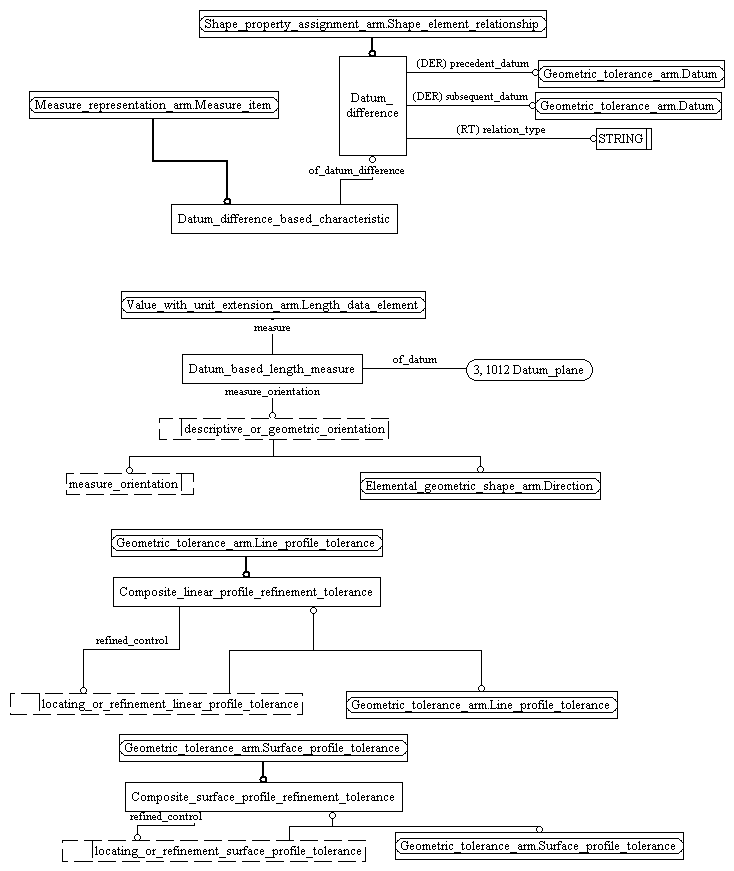 Shape_property_assignment_arm.Shape_element_relationship
(DER) precedent_datum
Geometric_tolerance_arm.Datum
Measure_representation_arm.Measure_item
Datum_
difference
(DER) subsequent_datum
Geometric_tolerance_arm.Datum
(RT) relation_type
STRING
of_datum_difference
Datum_difference_based_characteristic
Value_with_unit_extension_arm.Length_data_element
measure
Datum_based_length_measure
of_datum
3, 1012 Datum_plane
measure_orientation
descriptive_or_geometric_orientation
measure_orientation
Elemental_geometric_shape_arm.Direction
Geometric_tolerance_arm.Line_profile_tolerance
Composite_linear_profile_refinement_tolerance
refined_control
locating_or_refinement_linear_profile_tolerance
Geometric_tolerance_arm.Line_profile_tolerance
Geometric_tolerance_arm.Surface_profile_tolerance
Composite_surface_profile_refinement_tolerance
refined_control
locating_or_refinement_surface_profile_tolerance
Geometric_tolerance_arm.Surface_profile_tolerance